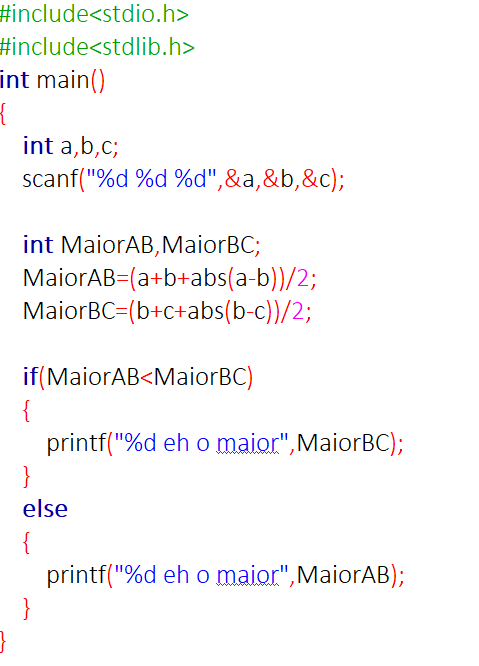 #include<stdio.h>
#include<stdlib.h>
int main()
{
int a,b,c;
scanf("%d %d %d",&a,&b,&c);
int MaiorAB,MaiorBC;
MaiorAB=(a+b+abs(a-b))/2;
MaiorBC=(b+c+abs(b-c))/2;
if(MaiorAB<MaiorBC)
{
printf("%d eh o maior",MaiorBC);
}
else
{
printf("%d eh o maior",MaiorAB);
}
}